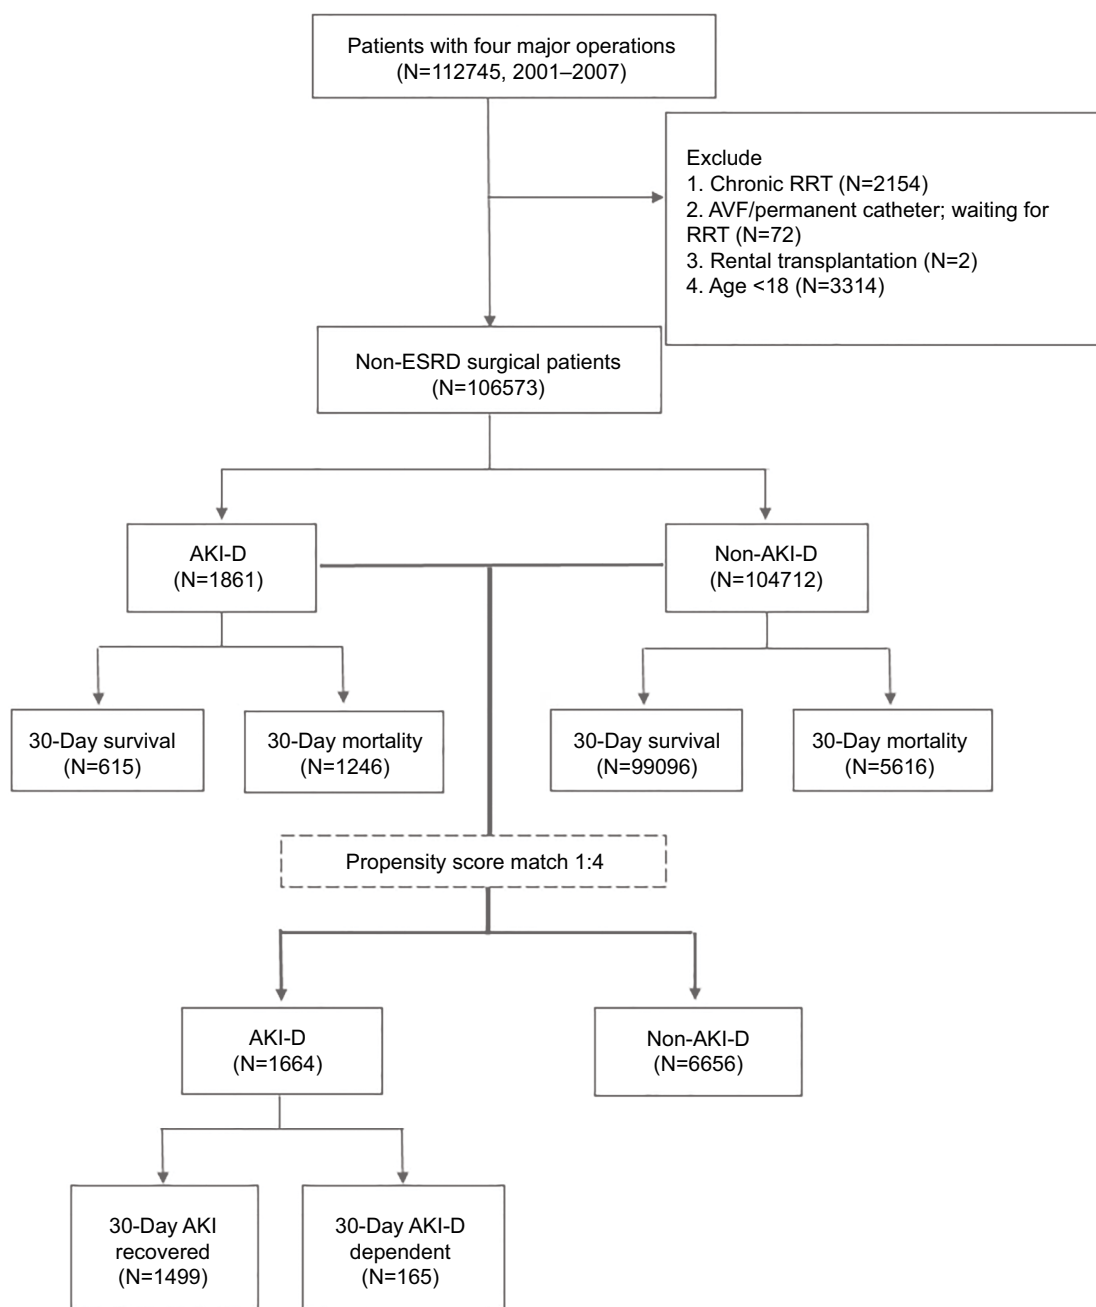 Patients with four major operations
(N=112745, 2001–2007)
Exclude
1. Chronic RRT (N=2154)
2. AVF/permanent catheter; waiting for
RRT (N=72)
3. Rental transplantation (N=2)
4. Age <18 (N=3314)
Non-ESRD surgical patients
(N=106573)
AKI-D
(N=1861)
Non-AKI-D
(N=104712)
30-Day survival
(N=615)
30-Day mortality
(N=1246)
30-Day survival
(N=99096)
30-Day mortality
(N=5616)
Propensity score match 1:4
AKI-D
(N=1664)
Non-AKI-D
(N=6656)
30-Day AKI
recovered
(N=1499)
30-Day AKI-D
dependent
(N=165)